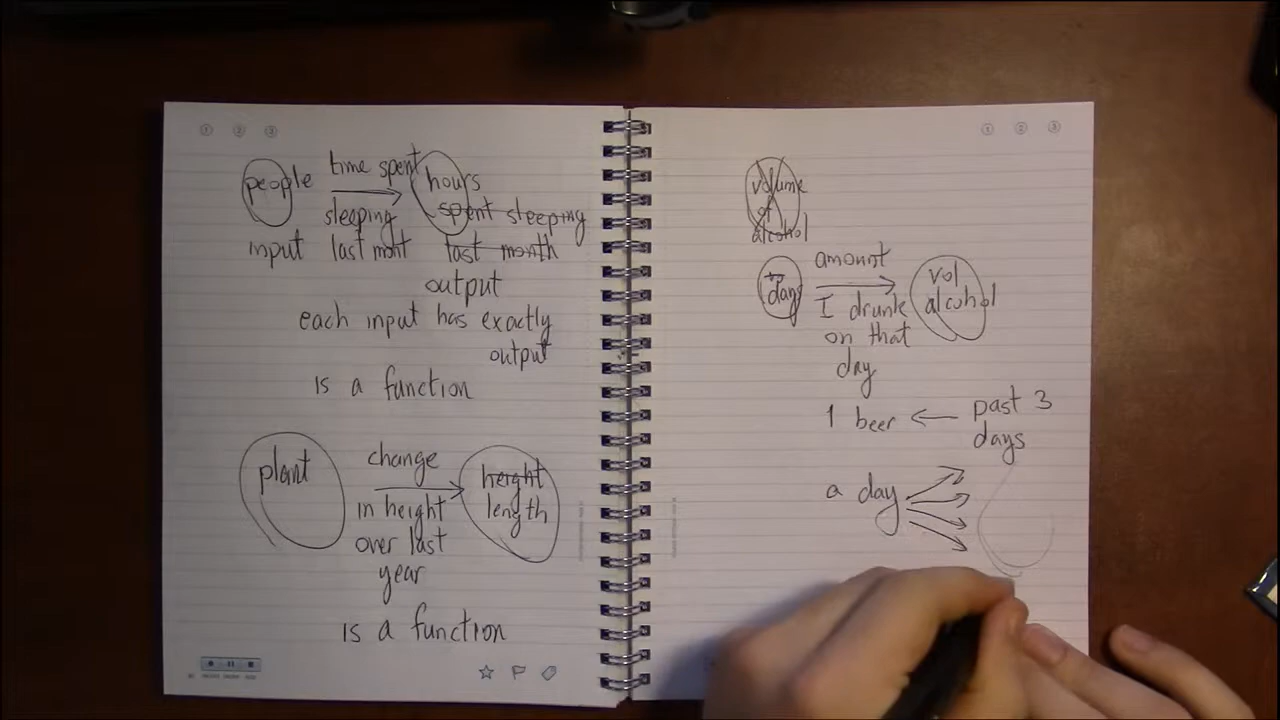 people time spent hours
sleeping spent sleeping
input last mont last month
output
each input has exactly
output
is a function
plant change height
in height length
over last
year
is a function
volume
of
alcohol
day amount vol
I drunk alcohol
on that
day
1 beer ← past 3
days
a day